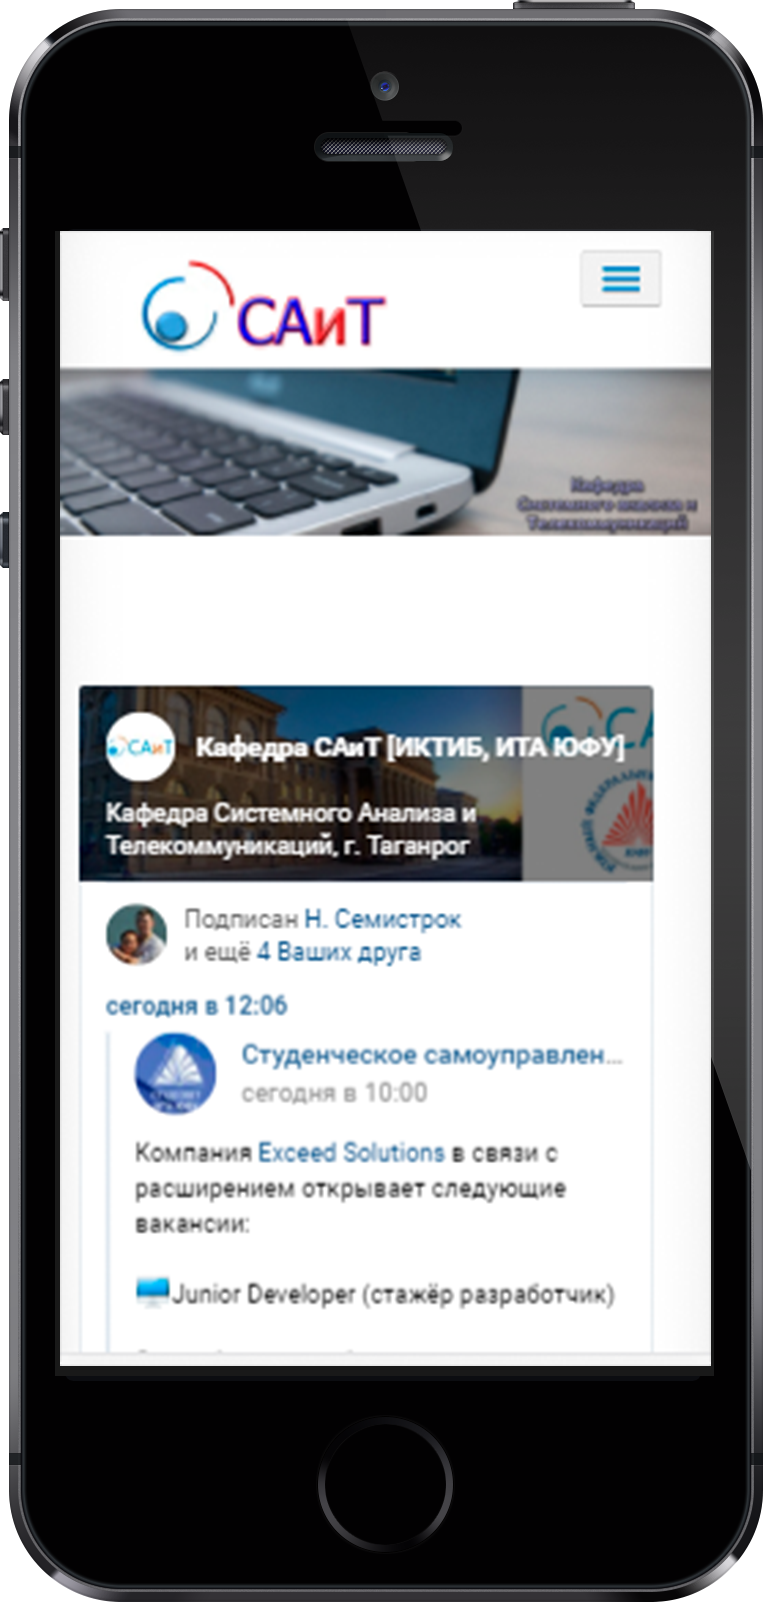 САиТ
Кафедра
Системного анализа и
Телекоммуникаций
САиТ
Кафедра САиТ [ИКТИБ, ИТА ЮФУ]
Кафедра Системного Анализа и
Телекоммуникаций, г. Таганрог
Подписан Н. Семистрок
и ещё 4 Ваших друга
сегодня в 12:06
Студенческое самоуправлен...
сегодня в 10:00
Компания Exceed Solutions в связи с
расширением открывает следующие
вакансии:
Junior Developer (стажёр разработчик)